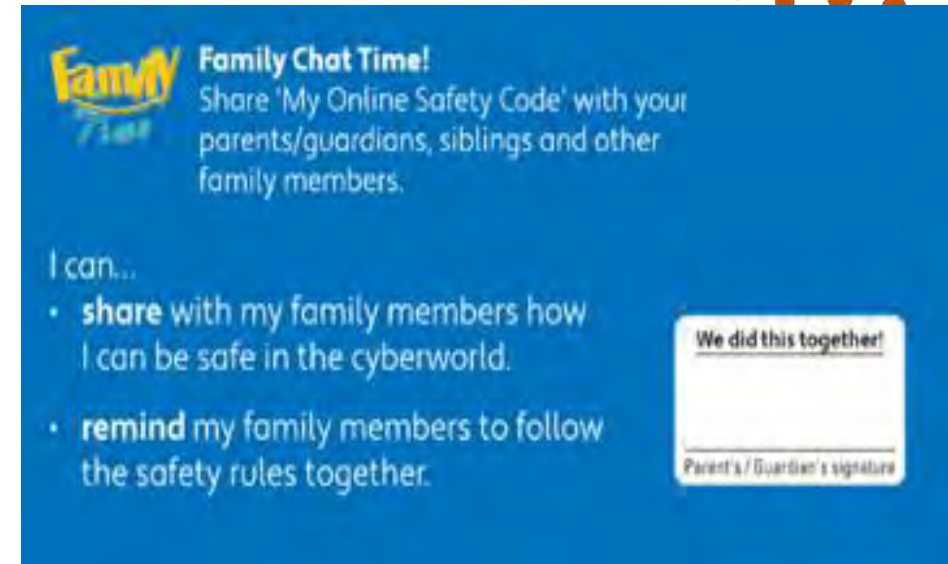 Family
Time
Family Chat Time!
Share 'My Online Safety Code' with your
parents/guardians, siblings and other
family members.
I can...
• share with my family members how
I can be safe in the cyberworld.
• remind my family members to follow
the safety rules together.
We did this together!
Parent's / Guardian's signature